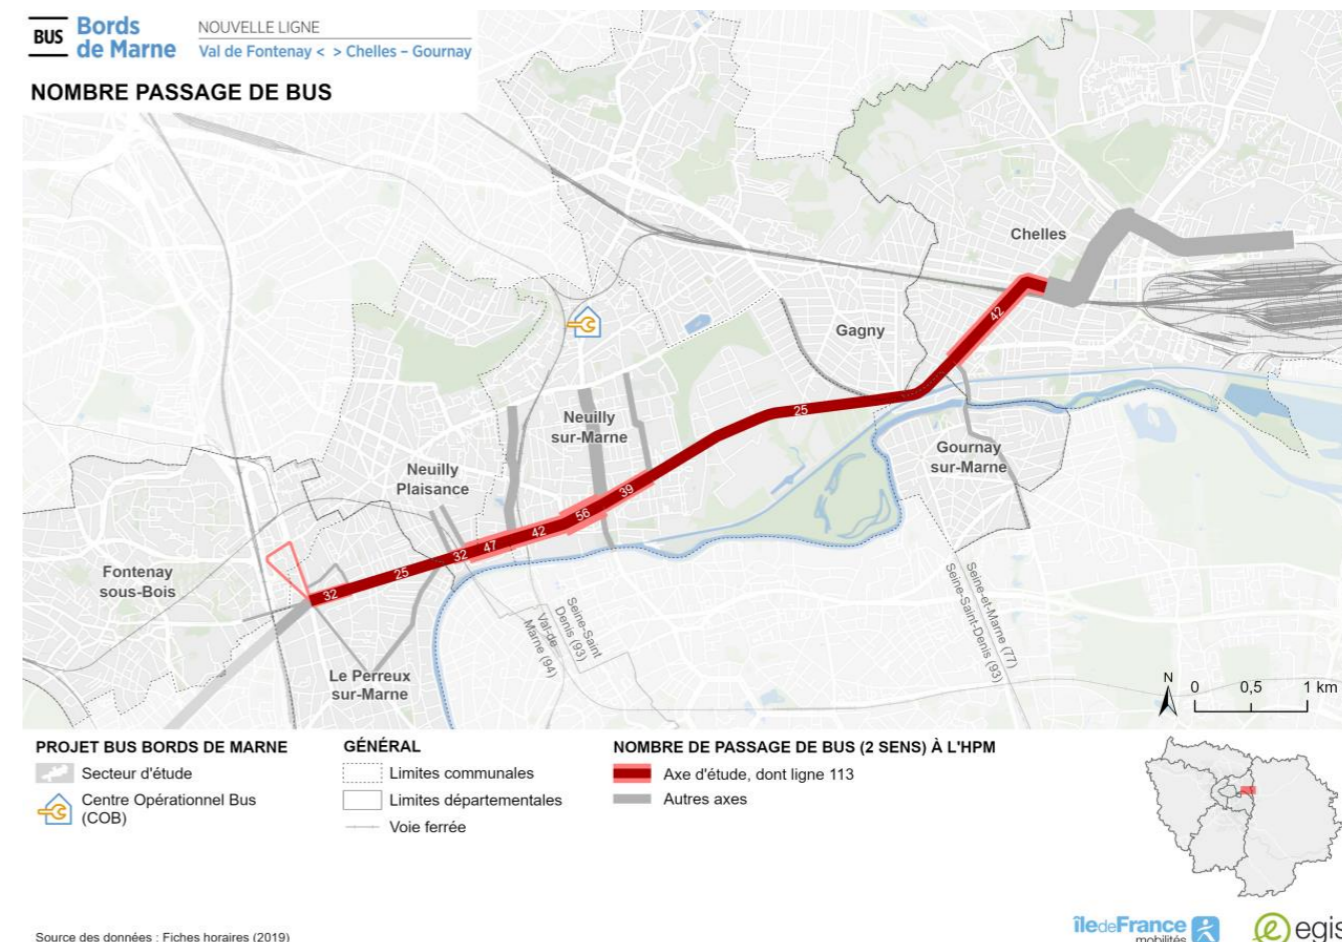 BUS
Bords
de Marne
NOUVELLE LIGNE
Val de Fontenay < > Chelles – Gournay
NOMBRE PASSAGE DE BUS
Chelles
42
Gagny
25
Neuilly
sur-Marne
Gournay
sur-Marne
Neuilly
Plaisance
39
56
42
47
32
25
32
Fontenay
sous-Bois
Le Perreux
sur-Marne
Val-de
Marne (94)
Seine-Saint
Denis (93)
Seine-et-Marne (77)
Seine-Saint-Denis (93)
N
0 0,5 1 km
PROJET BUS BORDS DE MARNE
Secteur d'étude
Centre Opérationnel Bus
(COB)
GÉNÉRAL
Limites communales
Limites départementales
Voie ferrée
NOMBRE DE PASSAGE DE BUS (2 SENS) À L'HPM
Axe d'étude, dont ligne 113
Autres axes
Source des données : Fiches horaires (2019)
île de France
mobilités
egis